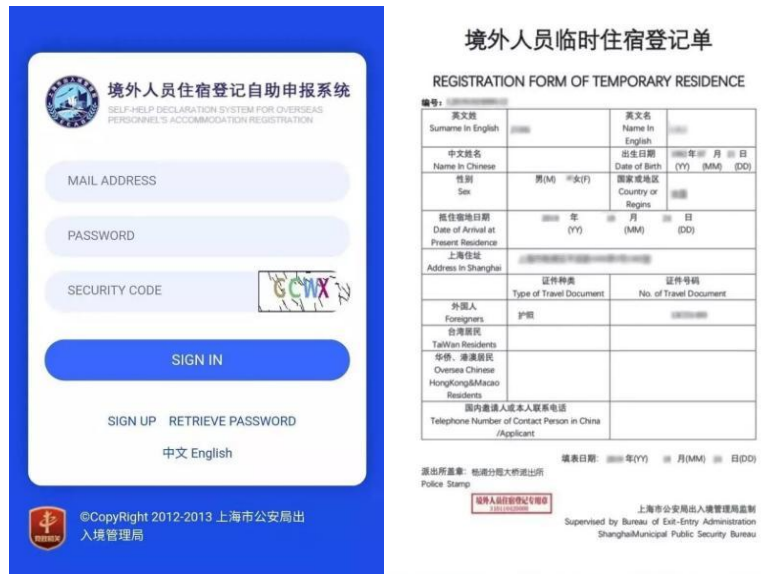 境外人员住宿登记自助申报系统
SELF-HELP DECLARATION SYSTEM FOR OVERSEAS
PERSONNEL'S ACCOMMODATION REGISTRATION
MAIL ADDRESS
PASSWORD
SECURITY CODE
GCWX
SIGN IN
SIGN UP RETRIEVE PASSWORD
中文 English
©CopyRight 2012-2013 上海市公安局出
入境管理局
境外人员临时住宿登记单
REGISTRATION FORM OF TEMPORARY RESIDENCE
编号:
英文姓 英文名
Surname In English Name In
English
中文姓名 出生日期 年 月 日
Name In Chinese Date of Birth (YY) (MM) (DD)
性别 男(M) 女(F) 国家或地区
Sex Country or
Regins
抵住宿地日期 年 月 日
Date of Arrival at (YY) (MM) (DD)
Present Residence
上海住址
Address In Shanghai
证件种类 证件号码
Type of Travel Document No. of Travel Document
外国人 护照
Foreigners
台湾居民
TaiWan Residents
华侨、港澳居民
Oversea Chinese
HongKong&Macao
Residents
国内邀请人或本人联系电话
Telephone Number of Contact Person in China
/Applicant
填表日期: 年(YY) 月(MM) 日(DD)
派出所盖章: 杨浦分局大桥派出所
Police Stamp
境外人员住宿登记专用章
上海市公安局出入境管理局监制
Supervised by Bureau of Exit-Entry Administration
ShanghaiMunicipal Public Security Bureau